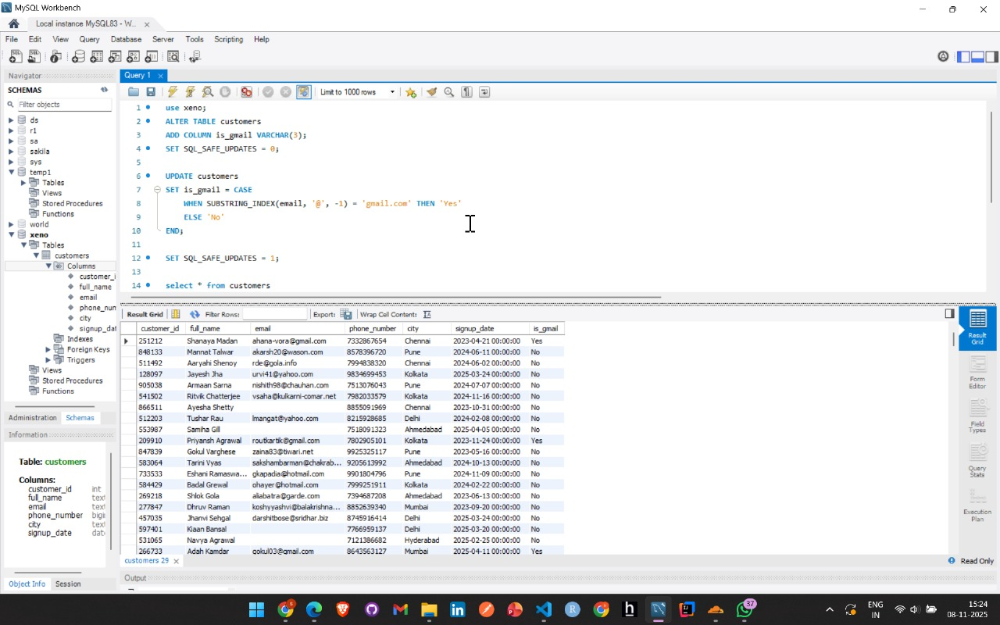 MySQL Workbench
Local instance MySQL83 - W...
File Edit View Query Database Server Tools Scripting Help
Navigator
SCHEMAS
Filter objects
ds
r1
sa
sakila
sys
temp1
Tables
Views
Stored Procedures
Functions
world
xeno
Tables
customers
Columns
customer_i
full_name
email
phone_nun
city
signup_dat
Indexes
Foreign Keys
Triggers
Views
Stored Procedures
Functions
Administration Schemas
Information
Table: customers
Columns:
customer_id int
full_name text
email text
phone_number bigin
city text
signup_date date
Object Info Session
Query 1
Limit to 1000 rows
1 use xeno;
2 ALTER TABLE customers
3 ADD COLUMN is_gmail VARCHAR(3);
4 SET SQL_SAFE_UPDATES = 0;
5
6 UPDATE customers
7 SET is_gmail = CASE
8 WHEN SUBSTRING_INDEX(email, '@', -1) = 'gmail.com' THEN 'Yes'
9 ELSE 'No'
10 END;
11
12 SET SQL_SAFE_UPDATES = 1;
13
14 select * from customers
Result Grid Filter Rows: Export: Wrap Cell Content:
customer_id full_name email phone_number city signup_date is_gmail
251212 Shanaya Madan ahana-vora@gmail.com 7332867654 Chennai 2023-04-21 00:00:00 Yes
848133 Mannat Talwar akarsh20@wason.com 8578396720 Pune 2024-06-11 00:00:00 No
511492 Aaryahi Shenoy rde@gola.info 7994838320 Chennai 2024-06-02 00:00:00 No
128097 Jayesh Jha urvi41@yahoo.com 9834699453 Kolkata 2025-03-24 00:00:00 No
905038 Armaan Sarna nishith98@chauhan.com 7513076043 Pune 2024-07-07 00:00:00 No
541502 Ritvik Chatterjee vsaha@kulkarni-comar.net 7982033579 Kolkata 2024-11-16 00:00:00 No
866511 Ayesha Shetty 8855091969 Chennai 2023-10-31 00:00:00 No
512203 Tushar Rau lmangat@yahoo.com 8215928685 Delhi 2024-02-08 00:00:00 No
553987 Samiha Gill 7518091323 Ahmedabad 2025-04-05 00:00:00 No
209910 Priyansh Agrawal routkartik@gmail.com 7802905101 Kolkata 2023-11-24 00:00:00 Yes
847839 Gokul Varghese zaina83@tiwari.net 9925325117 Pune 2023-05-16 00:00:00 No
583064 Tarini Vyas sakshambarman@chakrab... 9205613992 Ahmedabad 2024-10-13 00:00:00 No
733533 Eshani Ramaswa... gkapadia@hotmail.com 9901804796 Pune 2024-11-09 00:00:00 No
584429 Badal Grewal ohayer@hotmail.com 7999251911 Kolkata 2024-02-22 00:00:00 No
269218 Shlok Gola aliabatra@garde.com 7394687208 Ahmedabad 2023-06-13 00:00:00 No
277847 Dhruv Raman koshyyashvi@balakrishna... 8852639340 Mumbai 2023-09-20 00:00:00 No
457035 Jhanvi Sehgal darshitbose@sridhar.biz 8745916414 Delhi 2025-03-24 00:00:00 No
597401 Kiaan Bansal 7766959137 Delhi 2025-03-20 00:00:00 No
531065 Navya Agrawal 7121386682 Hyderabad 2025-02-25 00:00:00 No
266733 Adah Kamdar gokul03@gmail.com 8643563127 Mumbai 2025-04-11 00:00:00 Yes
customers 29
Output
Result Grid
Form Editor
Field Types
Query Stats
Execution Plan
Read Only
37
ENG
IN
15:24
08-11-2025